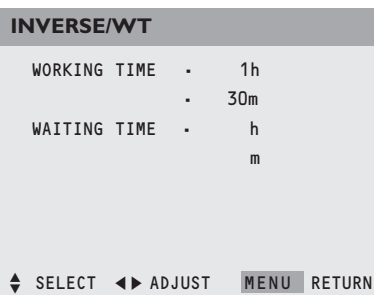 INVERSE/WT
WORKING TIME · 1h
· 30m
WAITING TIME · h
m
SELECT ADJUST MENU RETURN